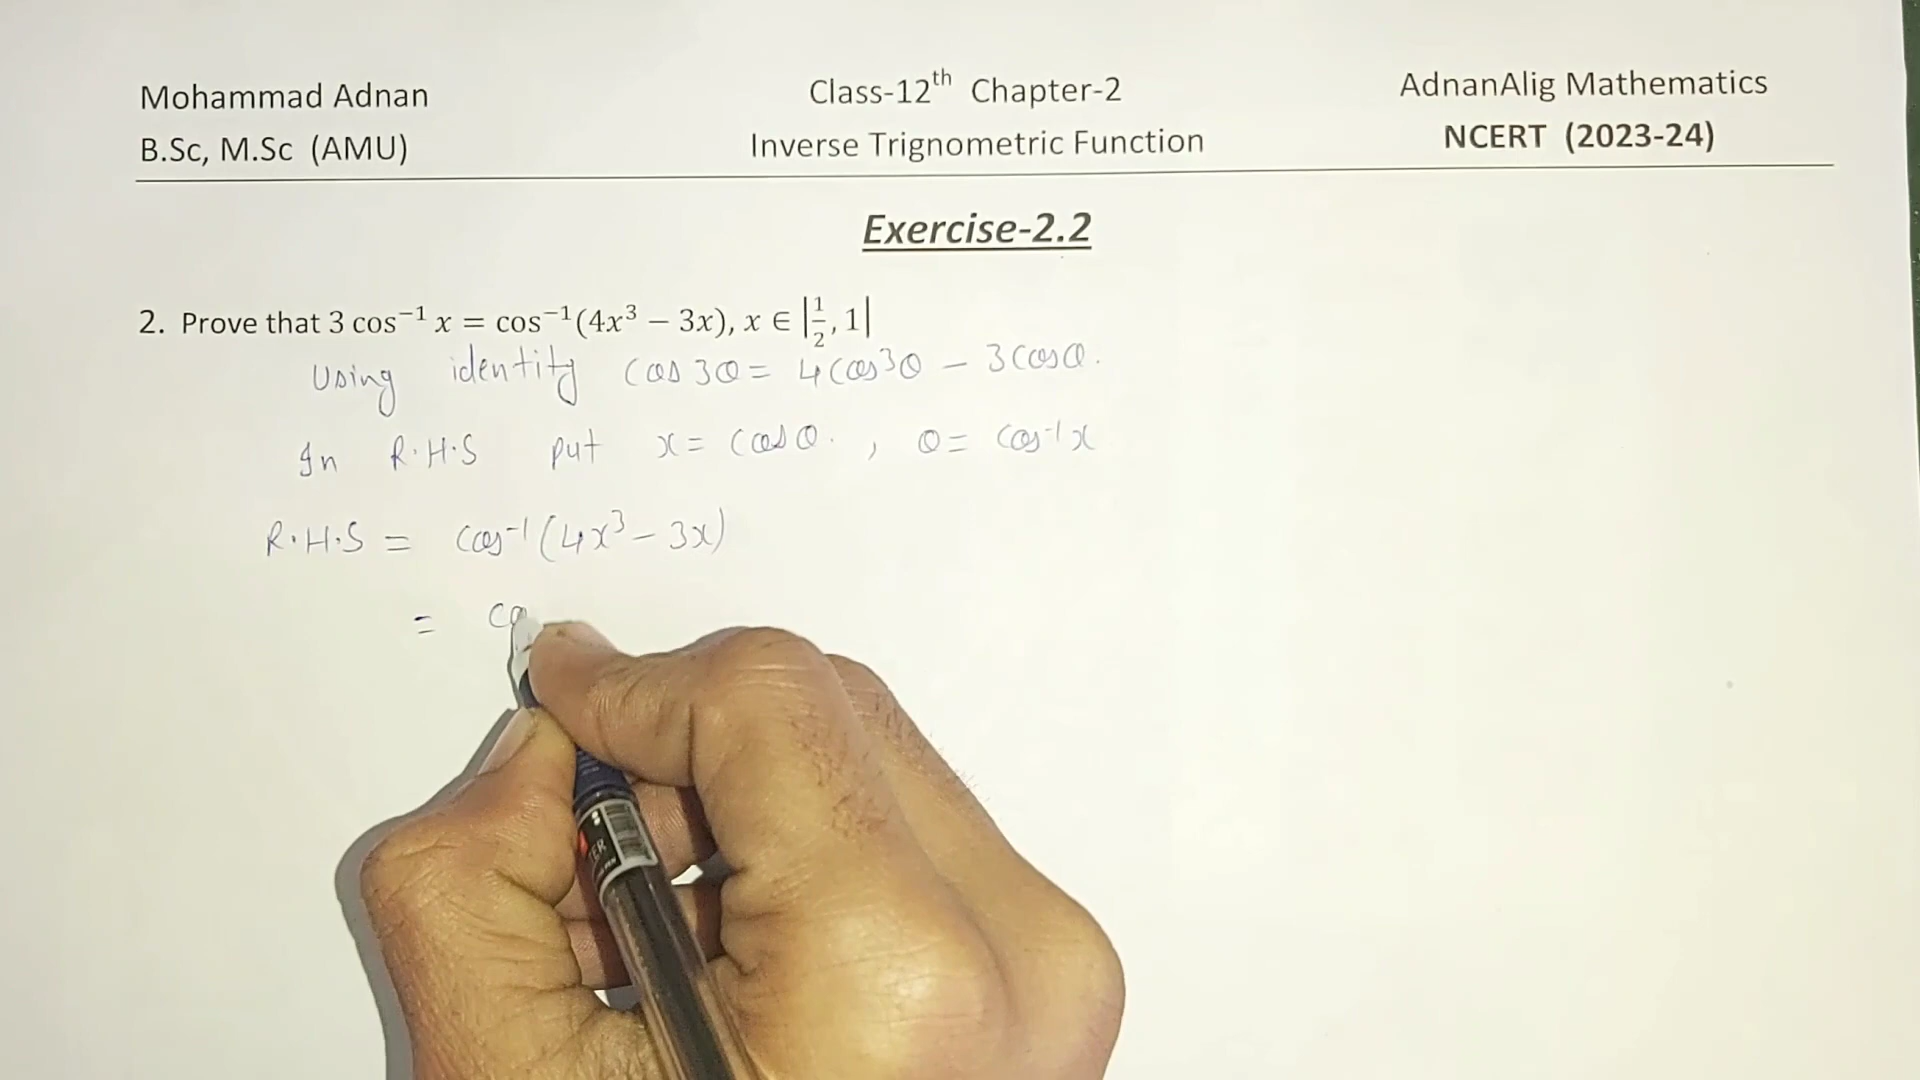 Mohammad Adnan
B.Sc, M.Sc (AMU)
Class-12th Chapter-2
Inverse Trignometric Function
AdnanAlig Mathematics
NCERT (2023-24)
Exercise-2.2
2. Prove that 3 cos⁻¹ x = cos⁻¹(4x³ − 3x), x ∈ |1/2, 1|
Using identity cos 3θ = 4cos³θ − 3cosθ.
In R.H.S put x = cosθ. , θ = cos⁻¹x
R.H.S = cos⁻¹(4x³ − 3x)
= co